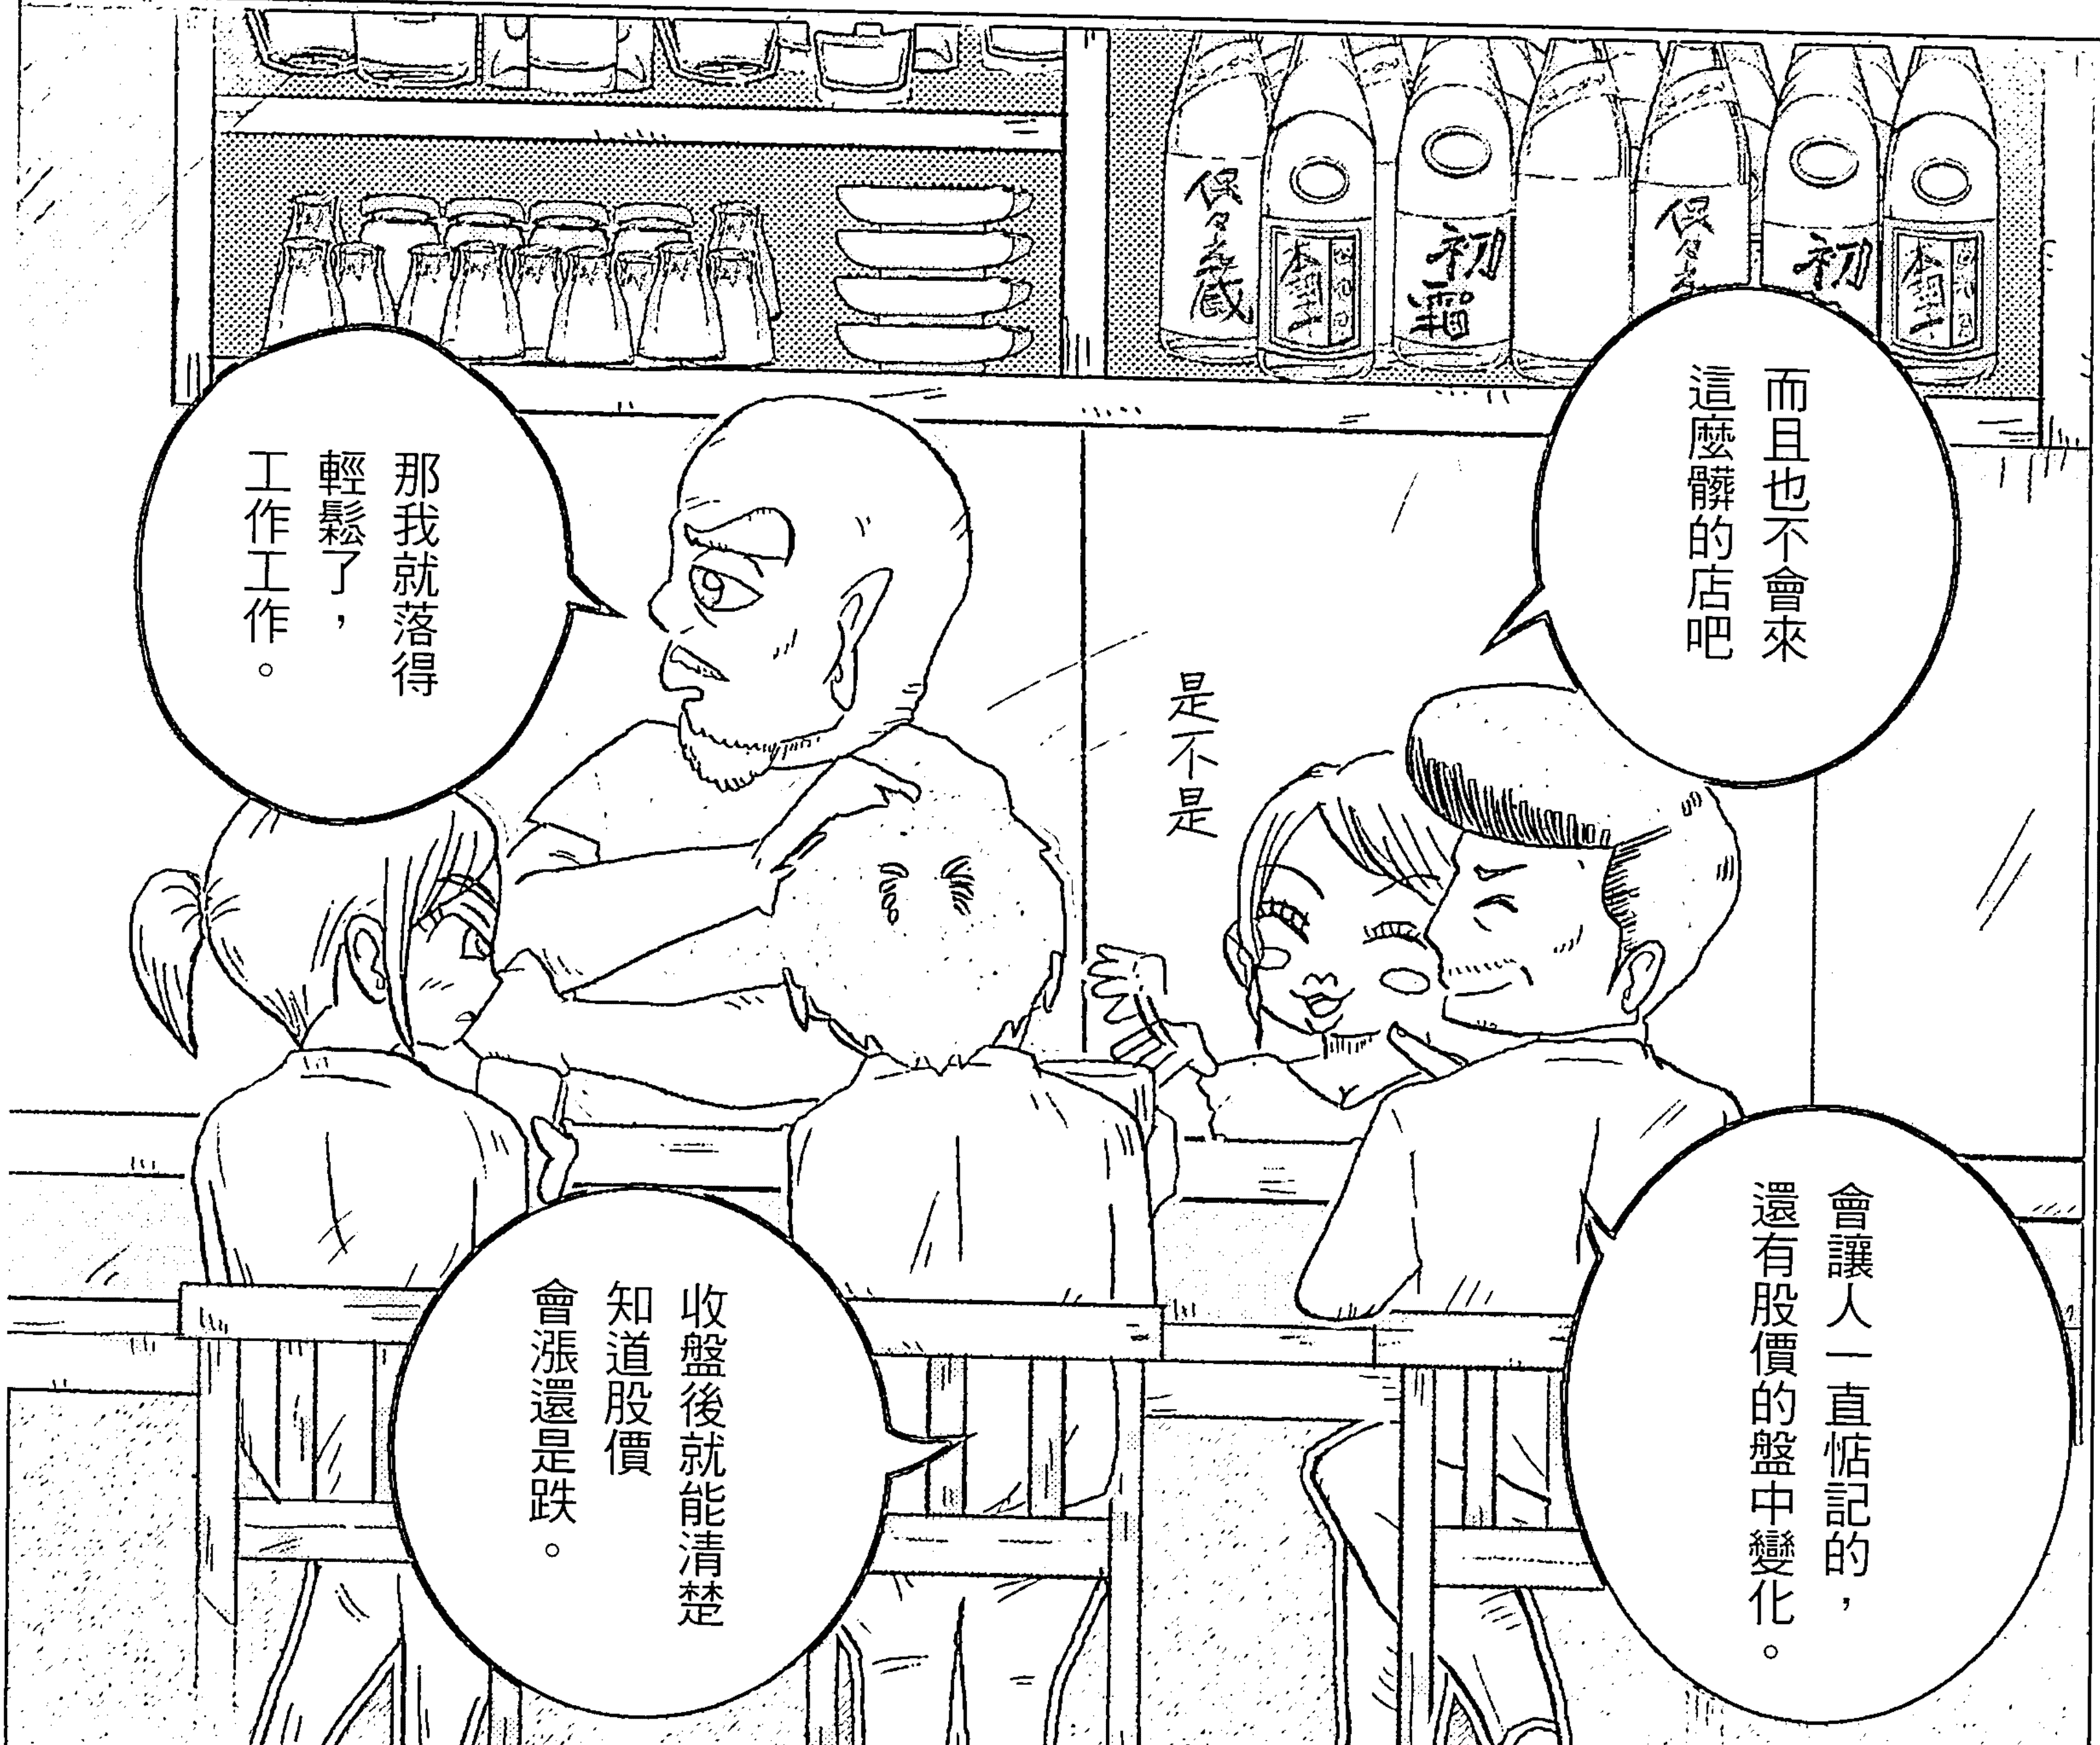 而且也不會來
這麼髒的店吧
是不是
那我就落得
輕鬆了，
工作工作。
會讓人一直惦記的，
還有股價的盤中變化。
收盤後就能清楚
知道股價
會漲還是跌。
初霜
初